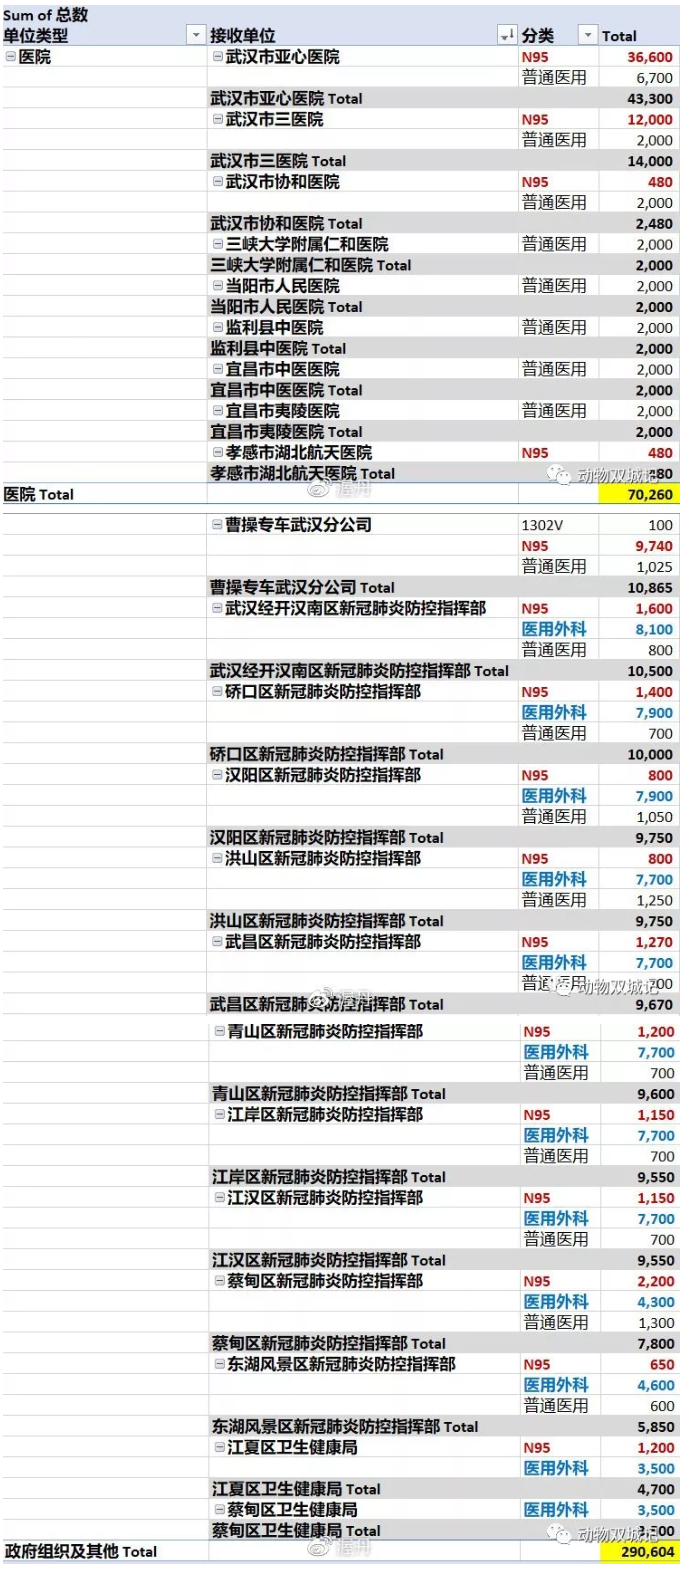 Sum of 总数
单位类型 接收单位 分类 Total
医院 武汉市亚心医院 N95 36,600
普通医用 6,700
武汉市亚心医院 Total 43,300
武汉市三医院 N95 12,000
普通医用 2,000
武汉市三医院 Total 14,000
武汉市协和医院 N95 480
普通医用 2,000
武汉市协和医院 Total 2,480
三峡大学附属仁和医院 普通医用 2,000
三峡大学附属仁和医院 Total 2,000
当阳市人民医院 普通医用 2,000
当阳市人民医院 Total 2,000
监利县中医院 普通医用 2,000
监利县中医院 Total 2,000
宜昌市中医医院 普通医用 2,000
宜昌市中医医院 Total 2,000
宜昌市夷陵医院 普通医用 2,000
宜昌市夷陵医院 Total 2,000
孝感市湖北航天医院 N95 480
孝感市湖北航天医院 Total 480
动物双城记
医院 Total 70,260
曹操专车武汉分公司 1302V 100
N95 9,740
普通医用 1,025
曹操专车武汉分公司 Total 10,865
武汉经开汉南区新冠肺炎防控指挥部 N95 1,600
医用外科 8,100
普通医用 800
武汉经开汉南区新冠肺炎防控指挥部 Total 10,500
硚口区新冠肺炎防控指挥部 N95 1,400
医用外科 7,900
普通医用 700
硚口区新冠肺炎防控指挥部 Total 10,000
汉阳区新冠肺炎防控指挥部 N95 800
医用外科 7,900
普通医用 1,050
汉阳区新冠肺炎防控指挥部 Total 9,750
洪山区新冠肺炎防控指挥部 N95 800
医用外科 7,700
普通医用 1,250
洪山区新冠肺炎防控指挥部 Total 9,750
武昌区新冠肺炎防控指挥部 N95 1,270
医用外科 7,700
普通医用 700
动物双城记
武昌区新冠肺炎防控指挥部 Total 9,670
青山区新冠肺炎防控指挥部 N95 1,200
医用外科 7,700
普通医用 700
青山区新冠肺炎防控指挥部 Total 9,600
江岸区新冠肺炎防控指挥部 N95 1,150
医用外科 7,700
普通医用 700
江岸区新冠肺炎防控指挥部 Total 9,550
江汉区新冠肺炎防控指挥部 N95 1,150
医用外科 7,700
普通医用 700
江汉区新冠肺炎防控指挥部 Total 9,550
蔡甸区新冠肺炎防控指挥部 N95 2,200
医用外科 4,300
普通医用 1,300
蔡甸区新冠肺炎防控指挥部 Total 7,800
东湖风景区新冠肺炎防控指挥部 N95 650
医用外科 4,600
普通医用 600
东湖风景区新冠肺炎防控指挥部 Total 5,850
江夏区卫生健康局 N95 1,200
医用外科 3,500
江夏区卫生健康局 Total 4,700
蔡甸区卫生健康局 医用外科 3,500
蔡甸区卫生健康局 Total 3,500
动物双城记
政府组织及其他 Total 290,604